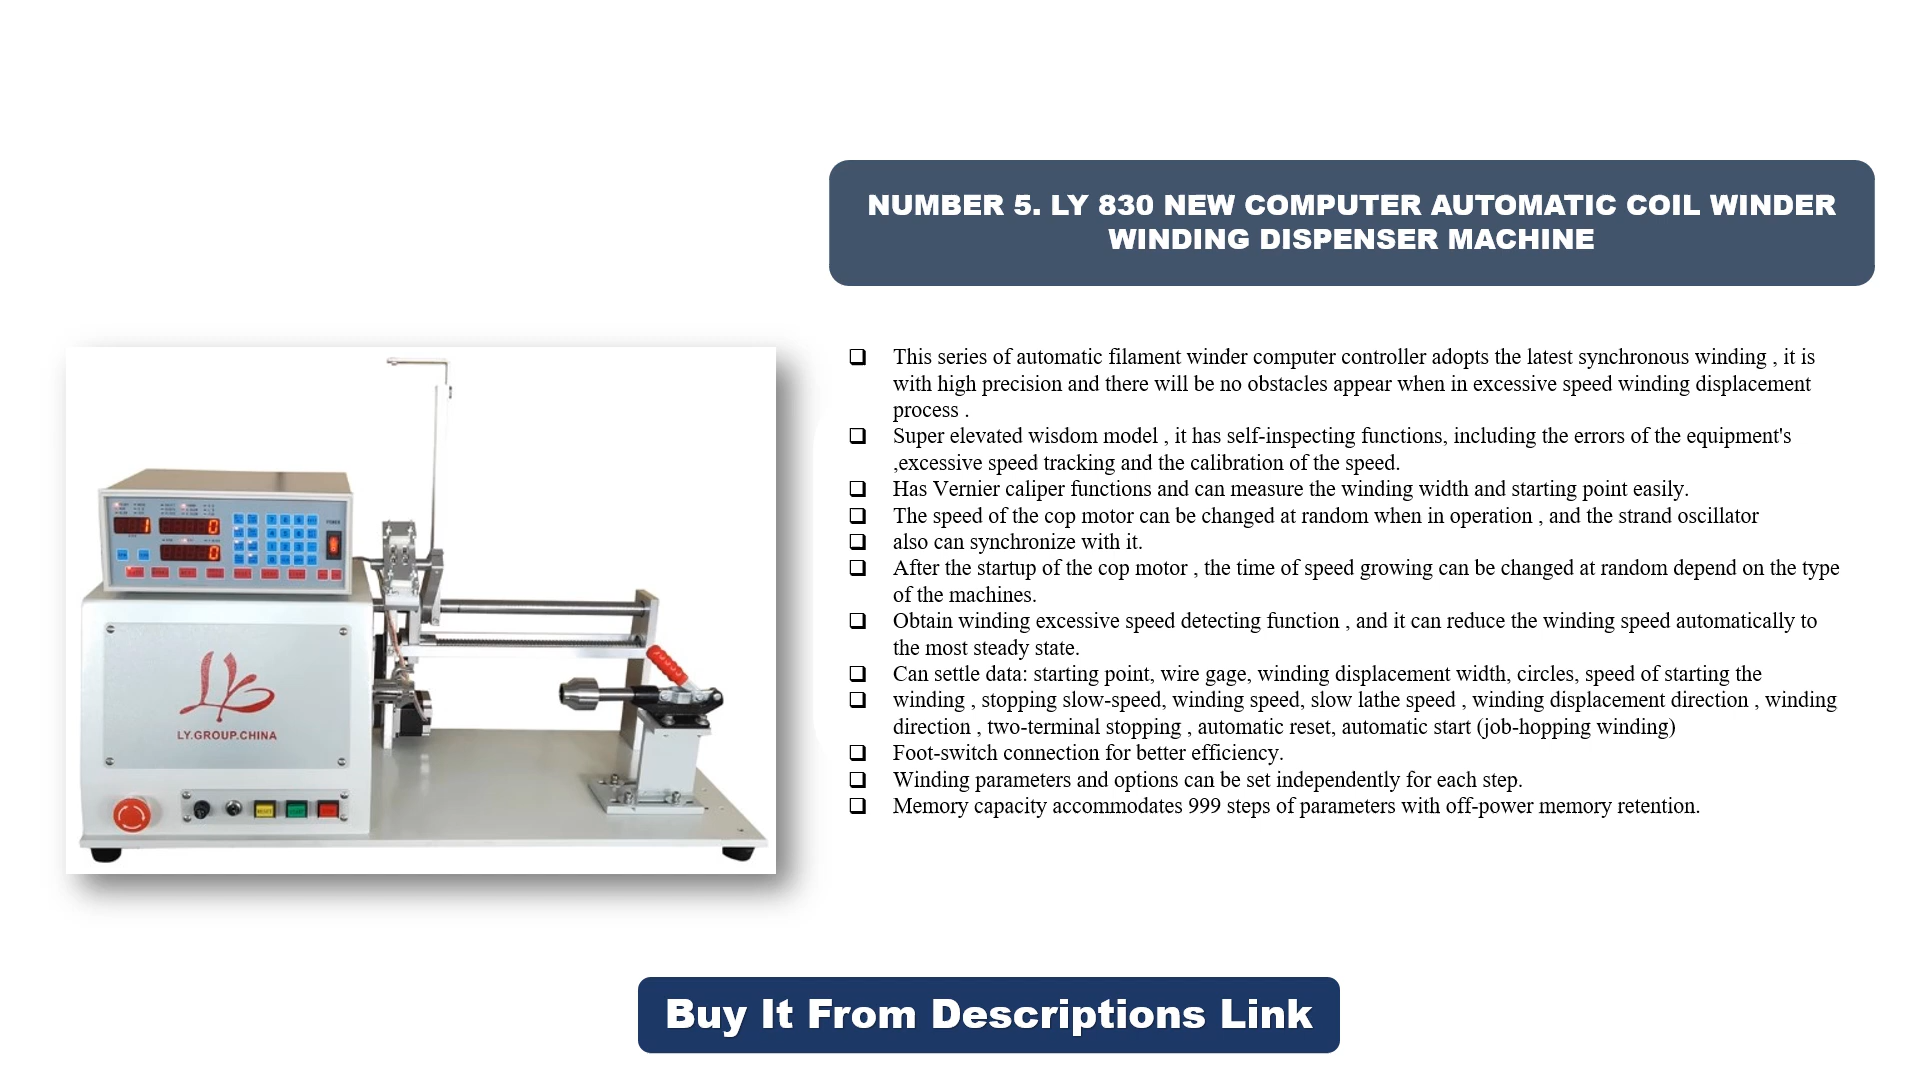 NUMBER 5. LY 830 NEW COMPUTER AUTOMATIC COIL WINDER
WINDING DISPENSER MACHINE
This series of automatic filament winder computer controller adopts the latest synchronous winding , it is
with high precision and there will be no obstacles appear when in excessive speed winding displacement
process .
Super elevated wisdom model , it has self-inspecting functions, including the errors of the equipment's
,excessive speed tracking and the calibration of the speed.
Has Vernier caliper functions and can measure the winding width and starting point easily.
The speed of the cop motor can be changed at random when in operation , and the strand oscillator
also can synchronize with it.
After the startup of the cop motor , the time of speed growing can be changed at random depend on the type
of the machines.
Obtain winding excessive speed detecting function , and it can reduce the winding speed automatically to
the most steady state.
Can settle data: starting point, wire gage, winding displacement width, circles, speed of starting the
winding , stopping slow-speed, winding speed, slow lathe speed , winding displacement direction , winding
direction , two-terminal stopping , automatic reset, automatic start (job-hopping winding)
Foot-switch connection for better efficiency.
Winding parameters and options can be set independently for each step.
Memory capacity accommodates 999 steps of parameters with off-power memory retention.
POWER
1
0
0
LY.GROUP.CHINA
Buy It From Descriptions Link